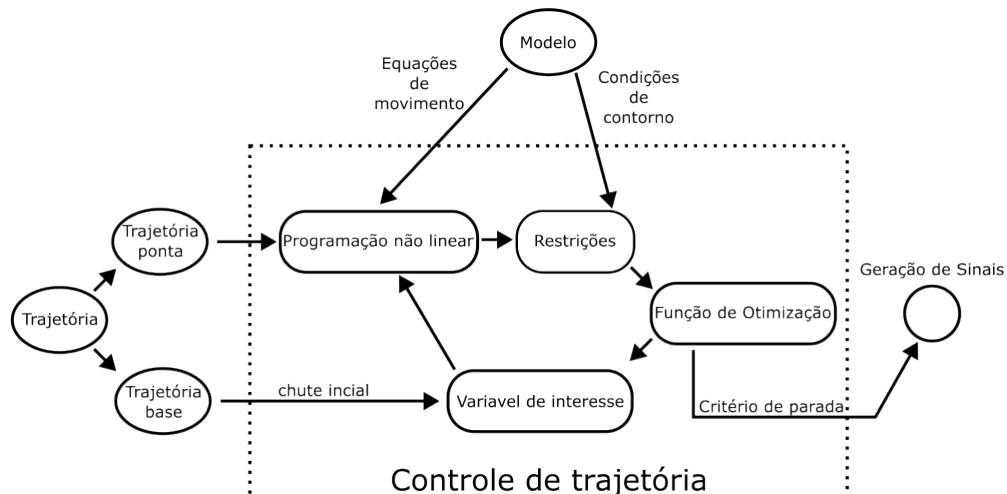 Modelo
Equações
de
movimento
Condições
de
contorno
Trajetória
ponta
Programação não linear
Restrições
Geração de Sinais
Trajetória
Função de Otimização
Trajetória
base
chute incial
Variavel de interesse
Critério de parada
Controle de trajetória